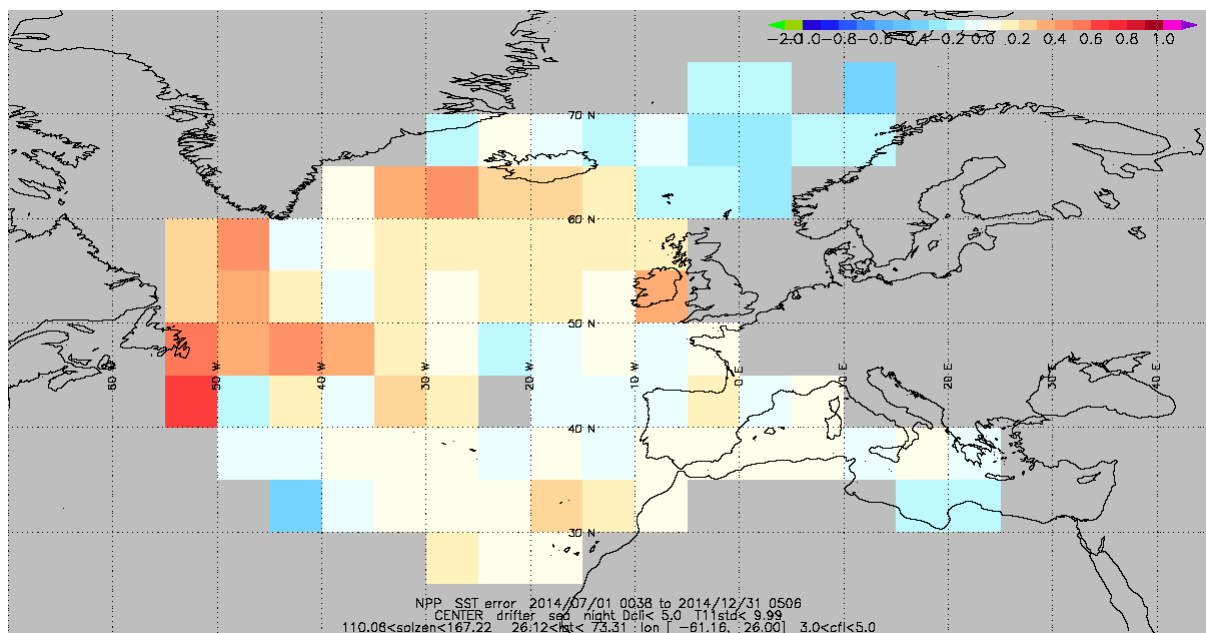 -2.0 1.0 -0.8 -0.6 -0.4 -0.2 0.0 0.2 0.4 0.6 0.8 1.0
70 N
60 N
50 N
60 50 W 40 W 30 W 20 W 10 W 0 E 10 E 20 E 30 E 40 E
40 N
30 N
NPP SST error 2014/07/01 0038 to 2014/12/31 0506
CENTER drifter sea night Dcli< 5.0 T11std< 9.99
110.06<solzen<167.22 26.12<lat< 73.31 lon [ -61.16, 26.00] 3.0<cfl<5.0